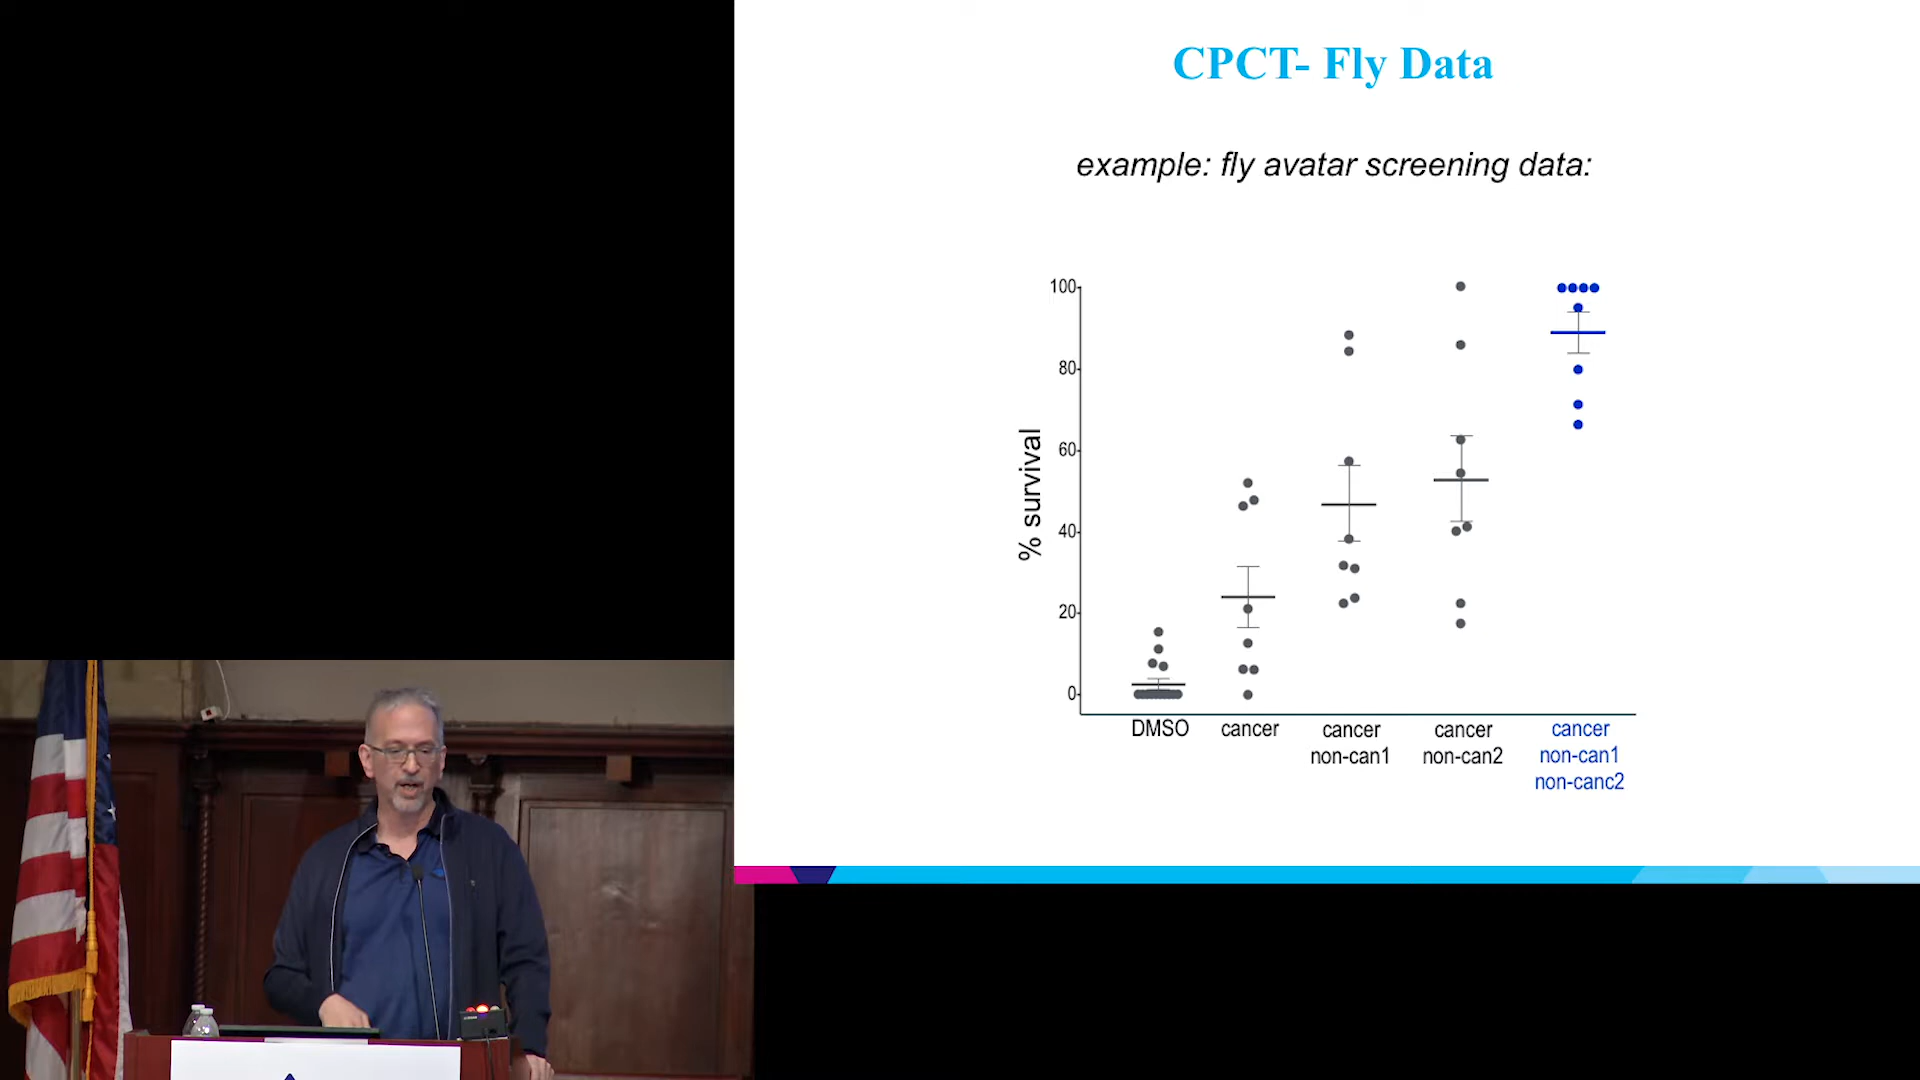 CPCT- Fly Data
example: fly avatar screening data:
% survival
100
80
60
40
20
0
DMSO
cancer
cancer
non-can1
cancer
non-can2
cancer
non-can1
non-canc2